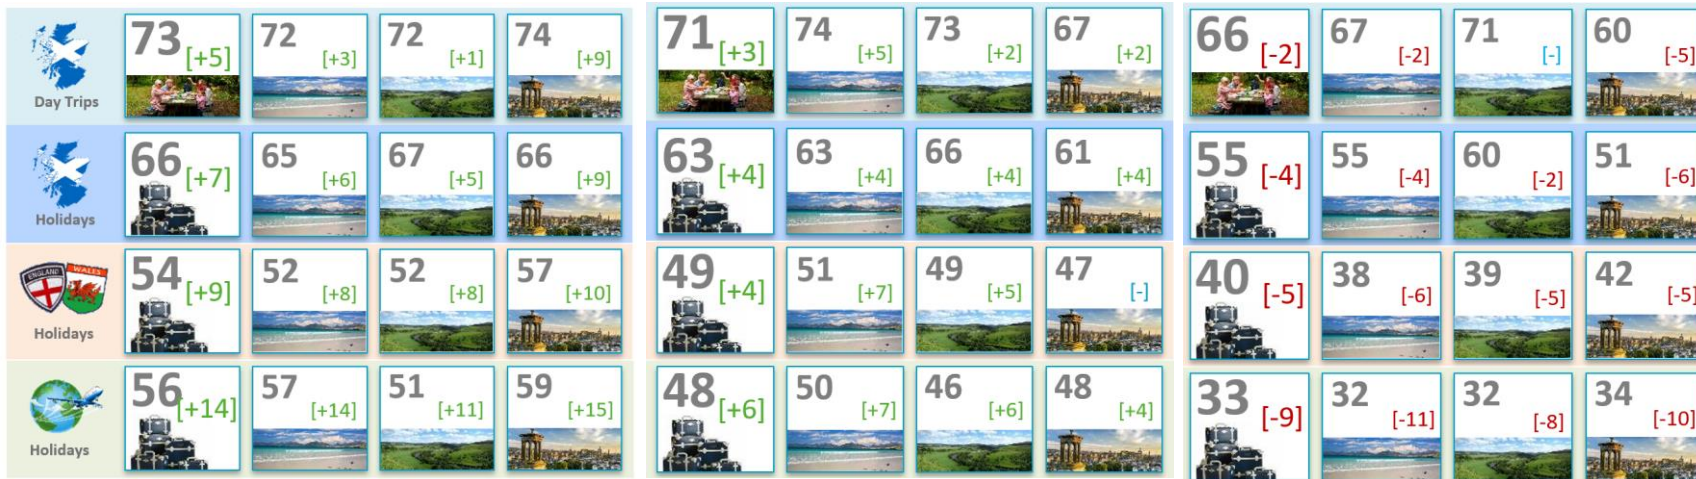 73 [+5] 72 [+3] 72 [+1] 74 [+9] 71 [+3] 74 [+5] 73 [+2] 67 [+2] 66 [-2] 67 [-2] 71 [-] 60 [-5]
Day Trips
66 [+7] 65 [+6] 67 [+5] 66 [+9] 63 [+4] 63 [+4] 66 [+4] 61 [+4] 55 [-4] 55 [-4] 60 [-2] 51 [-6]
Holidays
ENGLAND WALES
54 [+9] 52 [+8] 52 [+8] 57 [+10] 49 [+4] 51 [+7] 49 [+5] 47 [-] 40 [-5] 38 [-6] 39 [-5] 42 [-5]
Holidays
56 [+14] 57 [+14] 51 [+11] 59 [+15] 48 [+6] 50 [+7] 46 [+6] 48 [+4] 33 [-9] 32 [-11] 32 [-8] 34 [-10]
Holidays